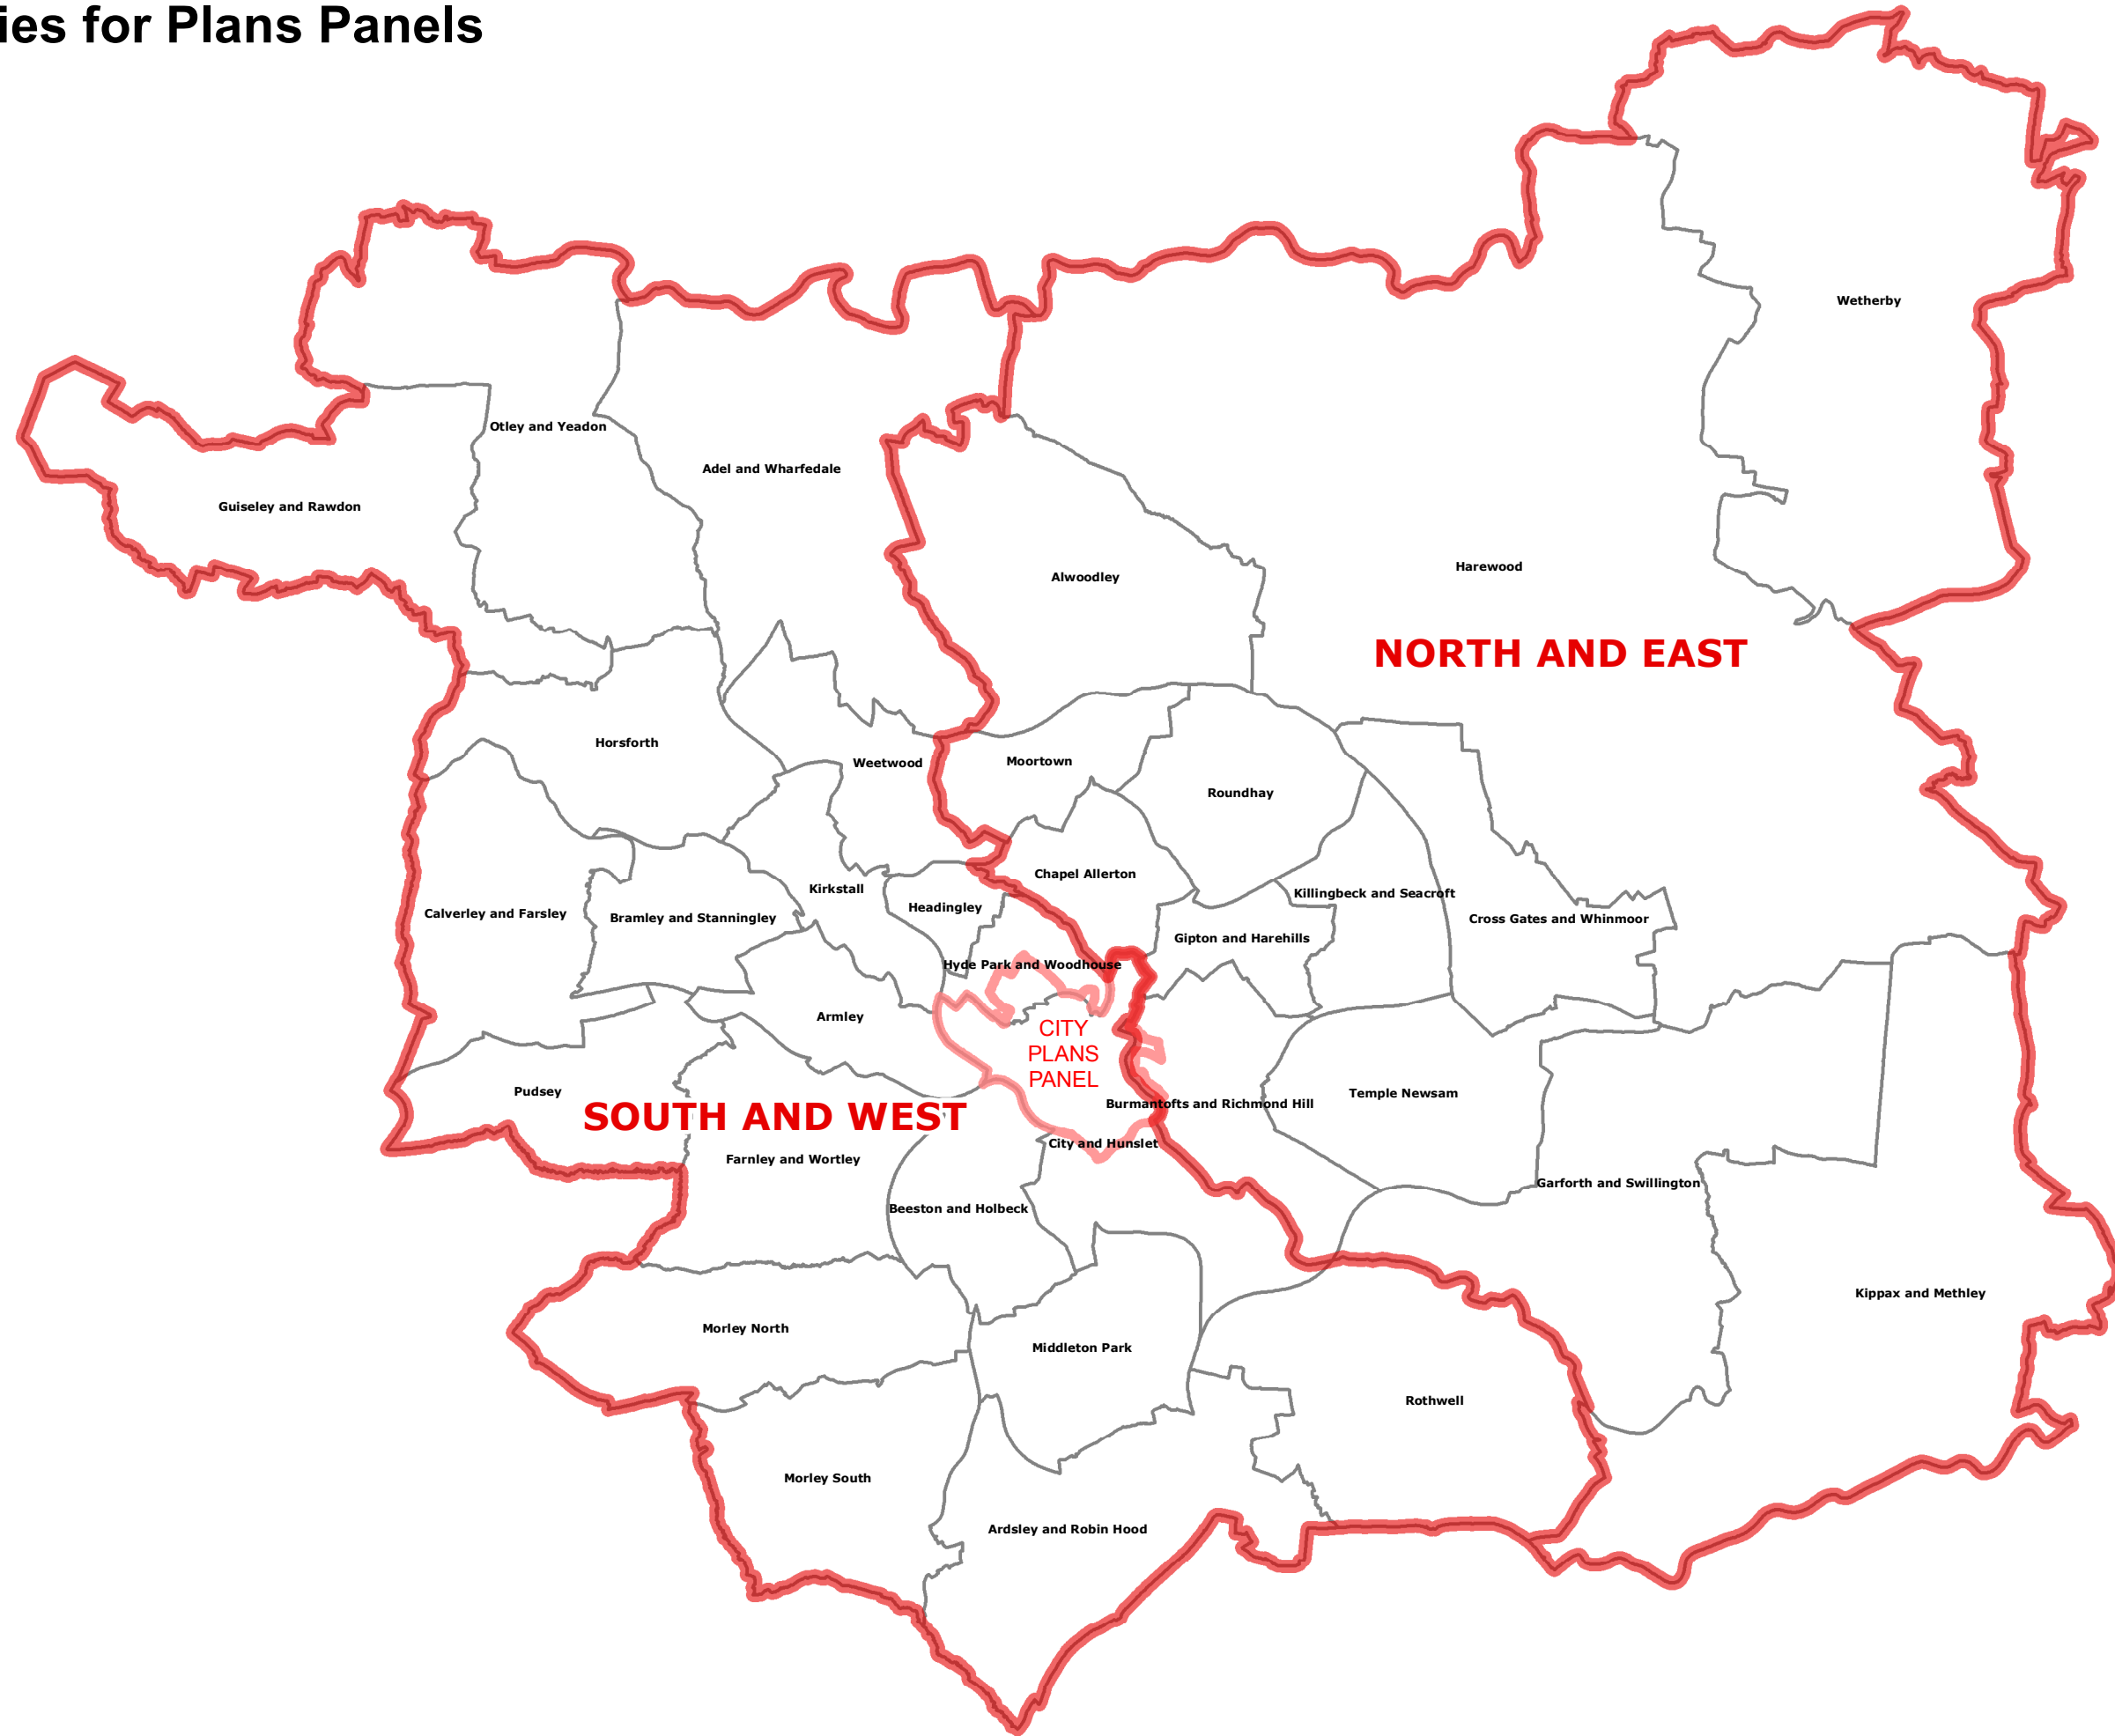 ies for Plans Panels
Wetherby
Otley and Yeadon
Adel and Wharfedale
Guiseley and Rawdon
Harewood
Alwoodley
NORTH AND EAST
Horsforth
Moortown
Weetwood
Roundhay
Chapel Allerton
Kirkstall
Killingbeck and Seacroft
Headingley
Calverley and Farsley
Bramley and Stanningley
Cross Gates and Whinmoor
Gipton and Harehills
Hyde Park and Woodhouse
Armley
CITY
PLANS
PANEL
Pudsey
Temple Newsam
Burmantofts and Richmond Hill
SOUTH AND WEST
City and Hunslet
Farnley and Wortley
Garforth and Swillington
Beeston and Holbeck
Kippax and Methley
Morley North
Middleton Park
Rothwell
Morley South
Ardsley and Robin Hood